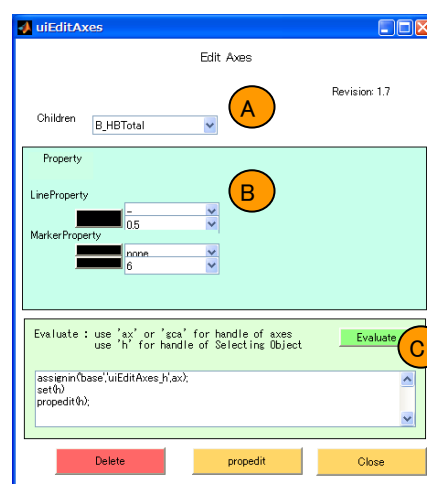 uiEditAxes
Edit Axes
Revision: 1.7
A
Children
B_HBTotal
Property
B
LineProperty
-
0.5
MarkerProperty
none
6
Evaluate : use 'ax' or 'gca' for handle of axes
use 'h' for handle of Selecting Object
Evaluate
C
assignin('base','uiEditAxes_h',ax);
set(h)
propedit(h);
Delete
propedit
Close